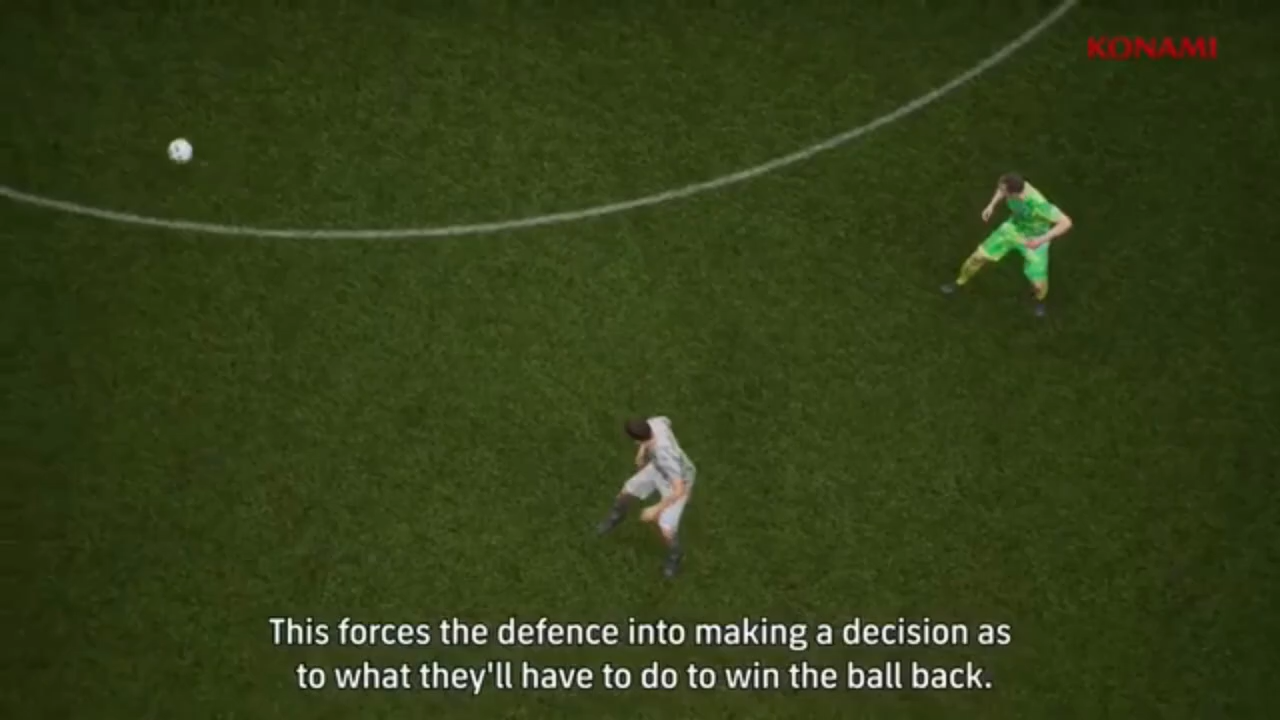 KONAMI
This forces the defence into making a decision as
to what they'll have to do to win the ball back.